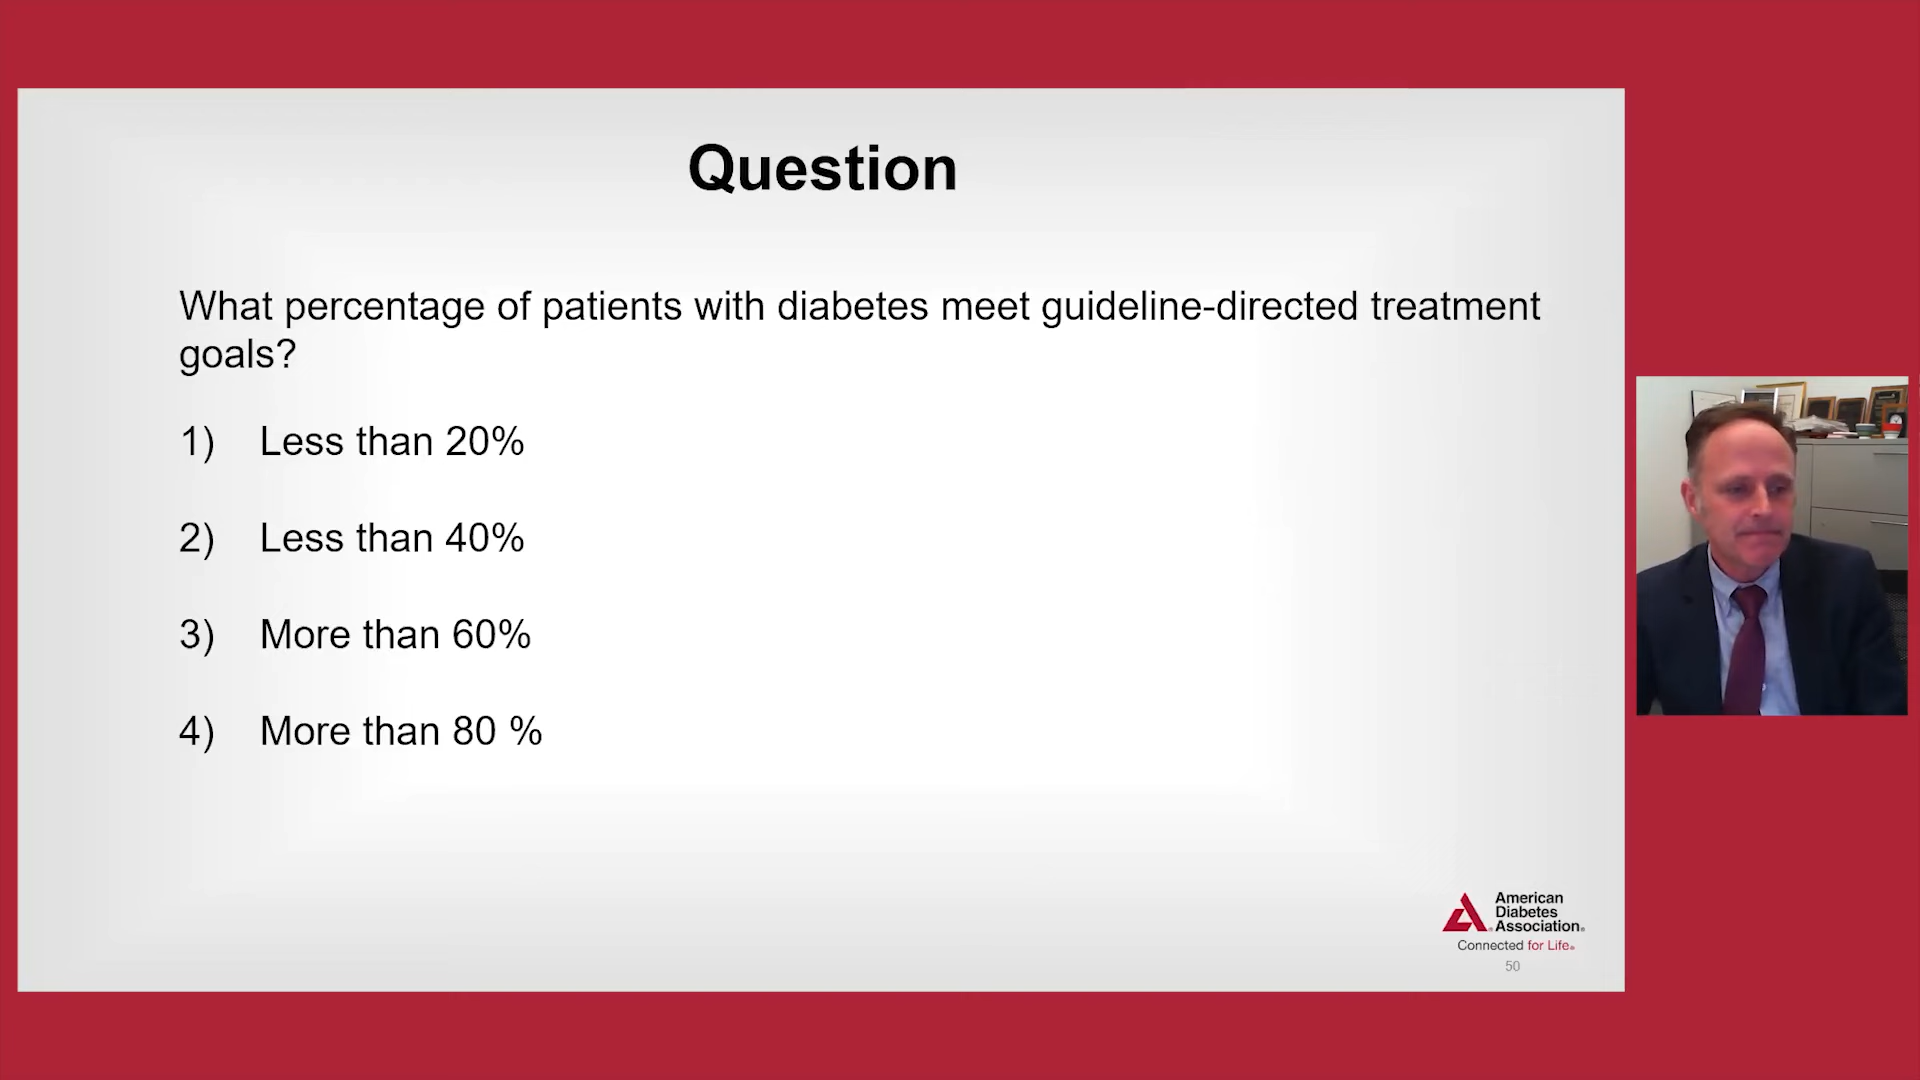 Question
What percentage of patients with diabetes meet guideline-directed treatment
goals?
1) Less than 20%
2) Less than 40%
3) More than 60%
4) More than 80 %
American
Diabetes
Association®
Connected for Life®
50